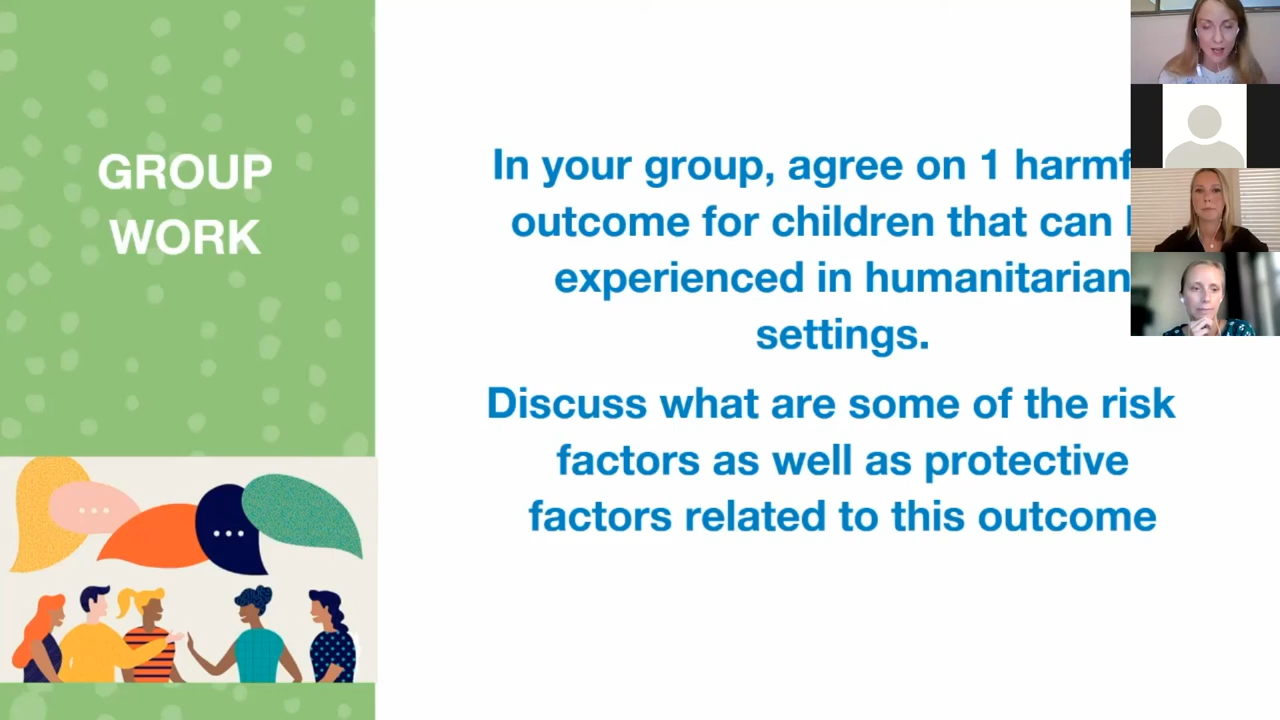 GROUP
WORK
In your group, agree on 1 harmf
outcome for children that can
experienced in humanitarian
settings.
Discuss what are some of the risk
factors as well as protective
factors related to this outcome